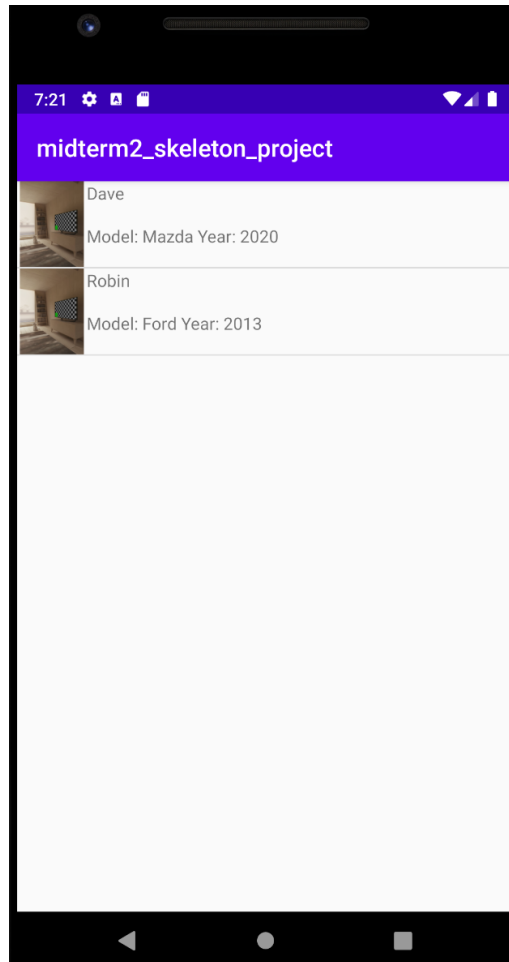 7:21
midterm2_skeleton_project
Dave
Model: Mazda Year: 2020
Robin
Model: Ford Year: 2013